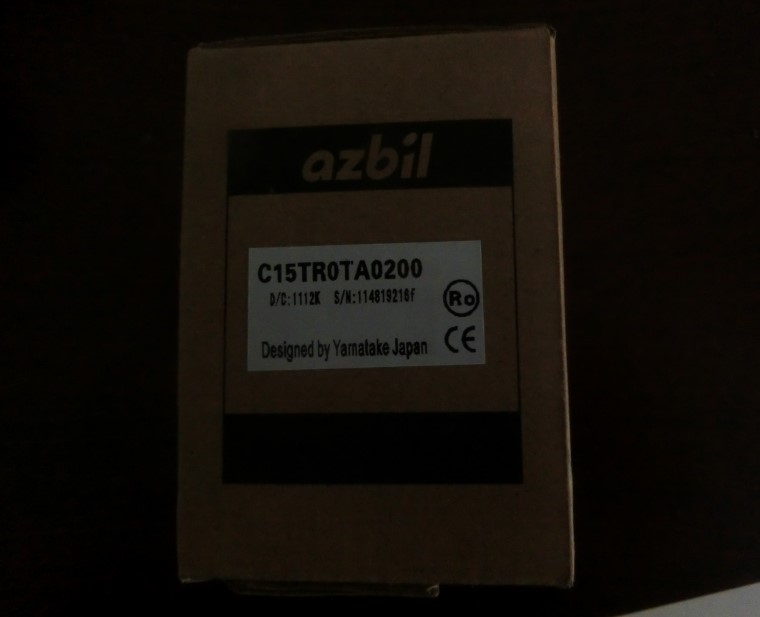 azbil
C15TR0TA0200
D/C:1112K S/N:114819216f
Ro
Designed by Yamatake Japan
CE